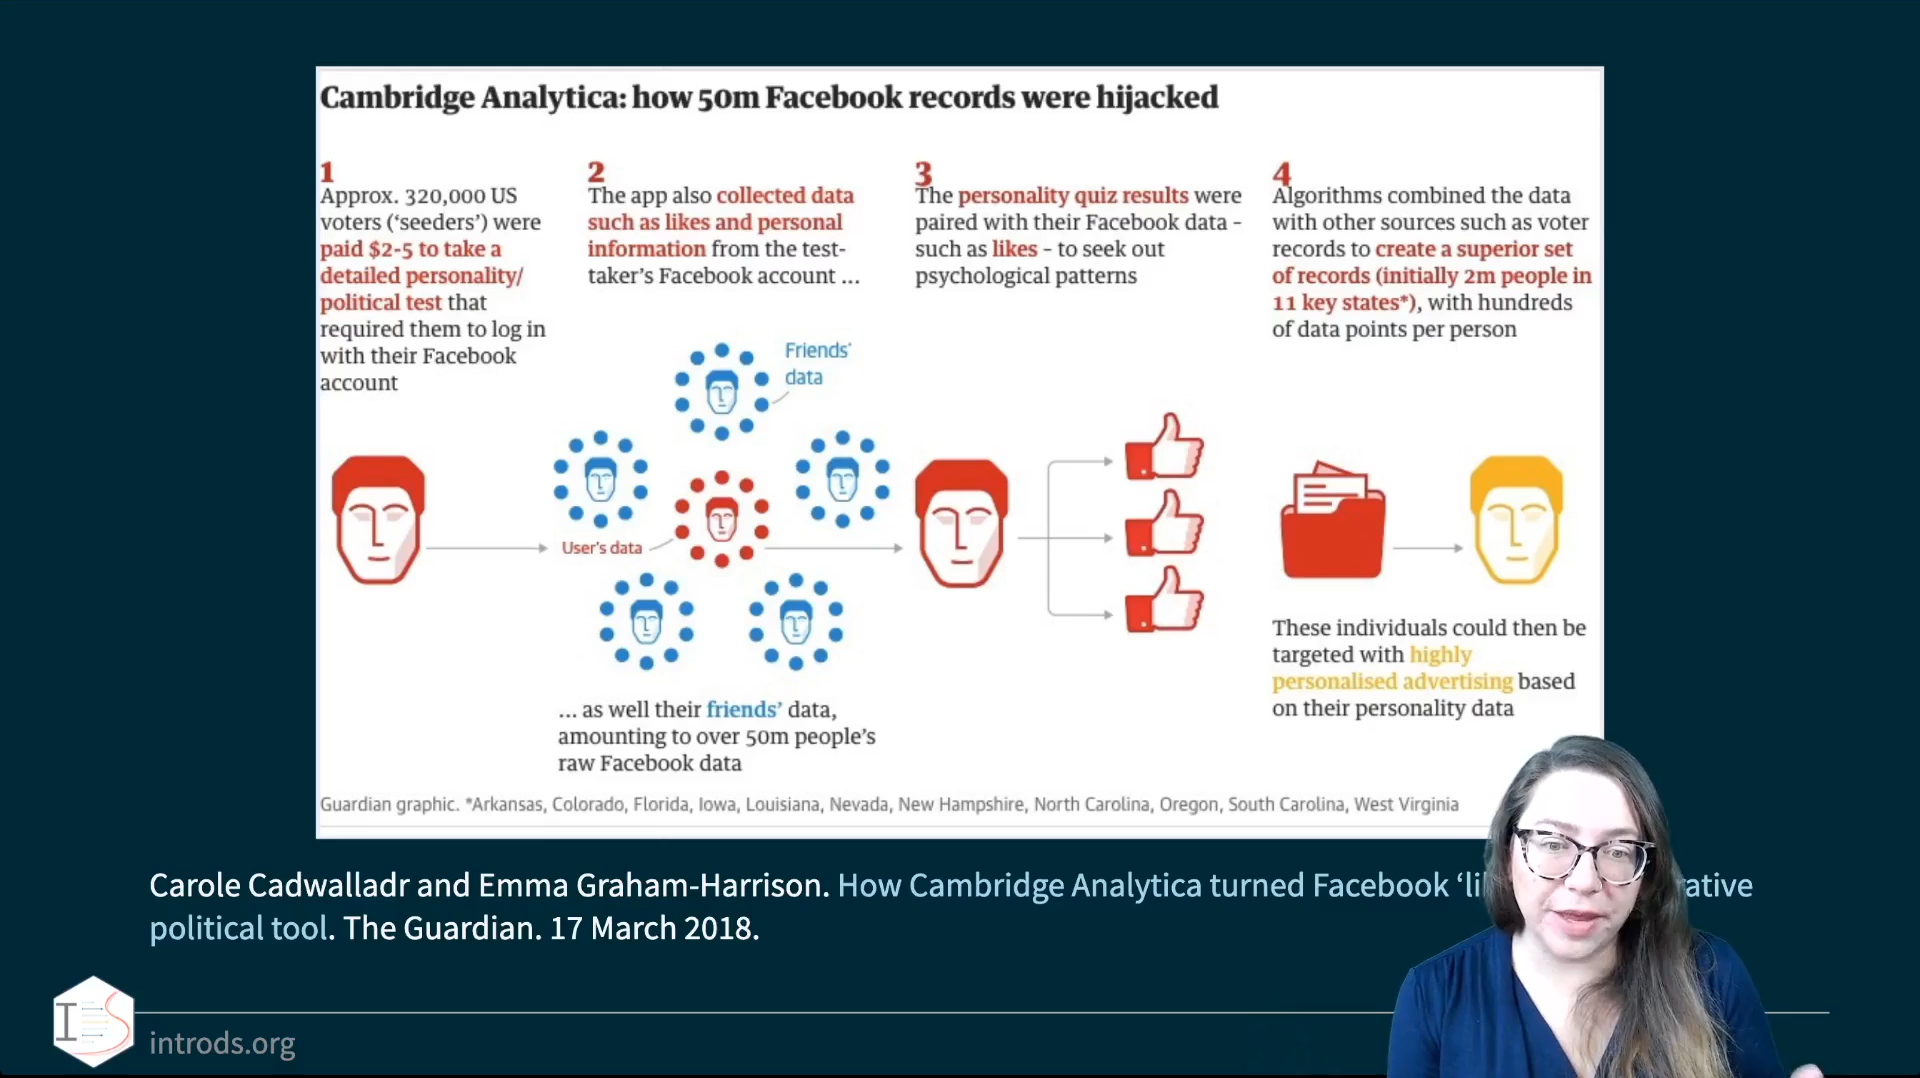 Cambridge Analytica: how 50m Facebook records were hijacked
1
Approx. 320,000 US
voters (‘seeders’) were
paid $2-5 to take a
detailed personality/
political test that
required them to log in
with their Facebook
account
2
The app also collected data
such as likes and personal
information from the test-
taker’s Facebook account ...
Friends’
data
User’s data
... as well their friends’ data,
amounting to over 50m people’s
raw Facebook data
3
The personality quiz results were
paired with their Facebook data –
such as likes – to seek out
psychological patterns
4
Algorithms combined the data
with other sources such as voter
records to create a superior set
of records (initially 2m people in
11 key states*), with hundreds
of data points per person
These individuals could then be
targeted with highly
personalised advertising based
on their personality data
Guardian graphic. *Arkansas, Colorado, Florida, Iowa, Louisiana, Nevada, New Hampshire, North Carolina, Oregon, South Carolina, West Virginia
Carole Cadwalladr and Emma Graham-Harrison. How Cambridge Analytica turned Facebook
political tool. The Guardian. 17 March 2018.
IDS
introds.org